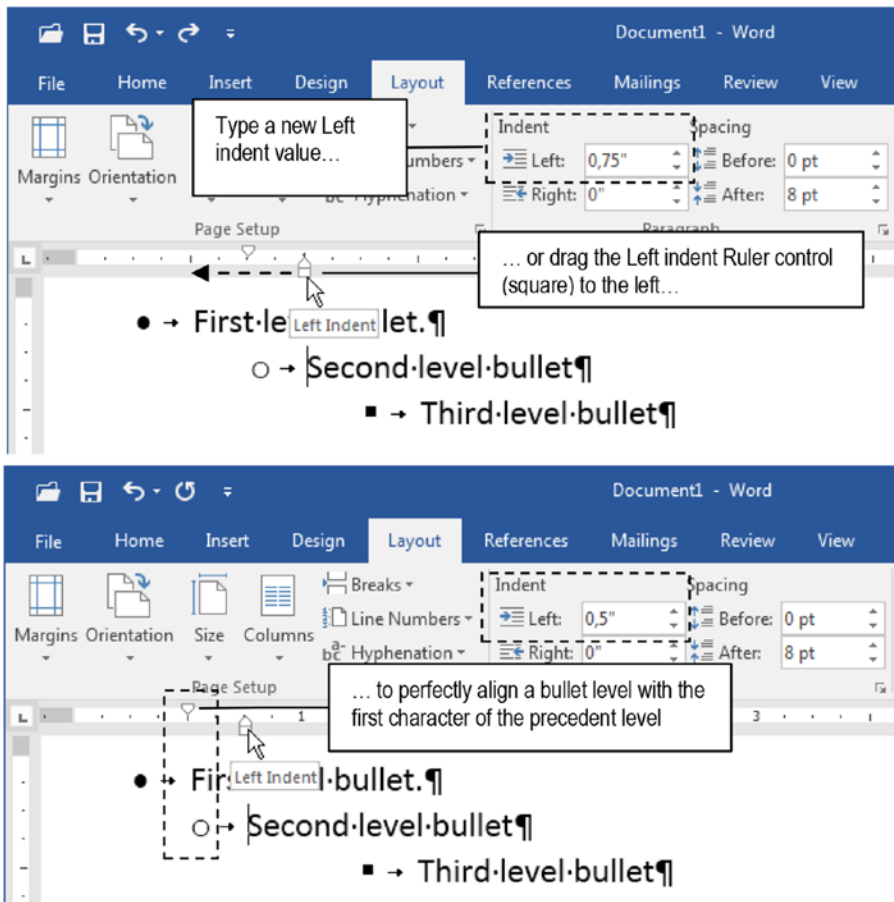 Document1 - Word
File Home Insert Design Layout References Mailings Review View
Type a new Left
indent value…
Indent Spacing
Left: 0,75" Before: 0 pt
Margins Orientation umbers
Right: 0" After: 8 pt
bc Hyphenation
Page Setup Paragraph
… or drag the Left indent Ruler control
(square) to the left…
● → First·le Left Indent let.¶
○ → Second·level·bullet¶
■ → Third·level·bullet¶
Document1 - Word
File Home Insert Design Layout References Mailings Review View
Breaks Indent Spacing
Line Numbers Left: 0,5" Before: 0 pt
Margins Orientation Size Columns
bc Hyphenation Right: 0" After: 8 pt
Page Setup
… to perfectly align a bullet level with the
first character of the precedent level
1 3
● → Fir Left Indent l·bullet.¶
○ → Second·level·bullet¶
■ → Third·level·bullet¶